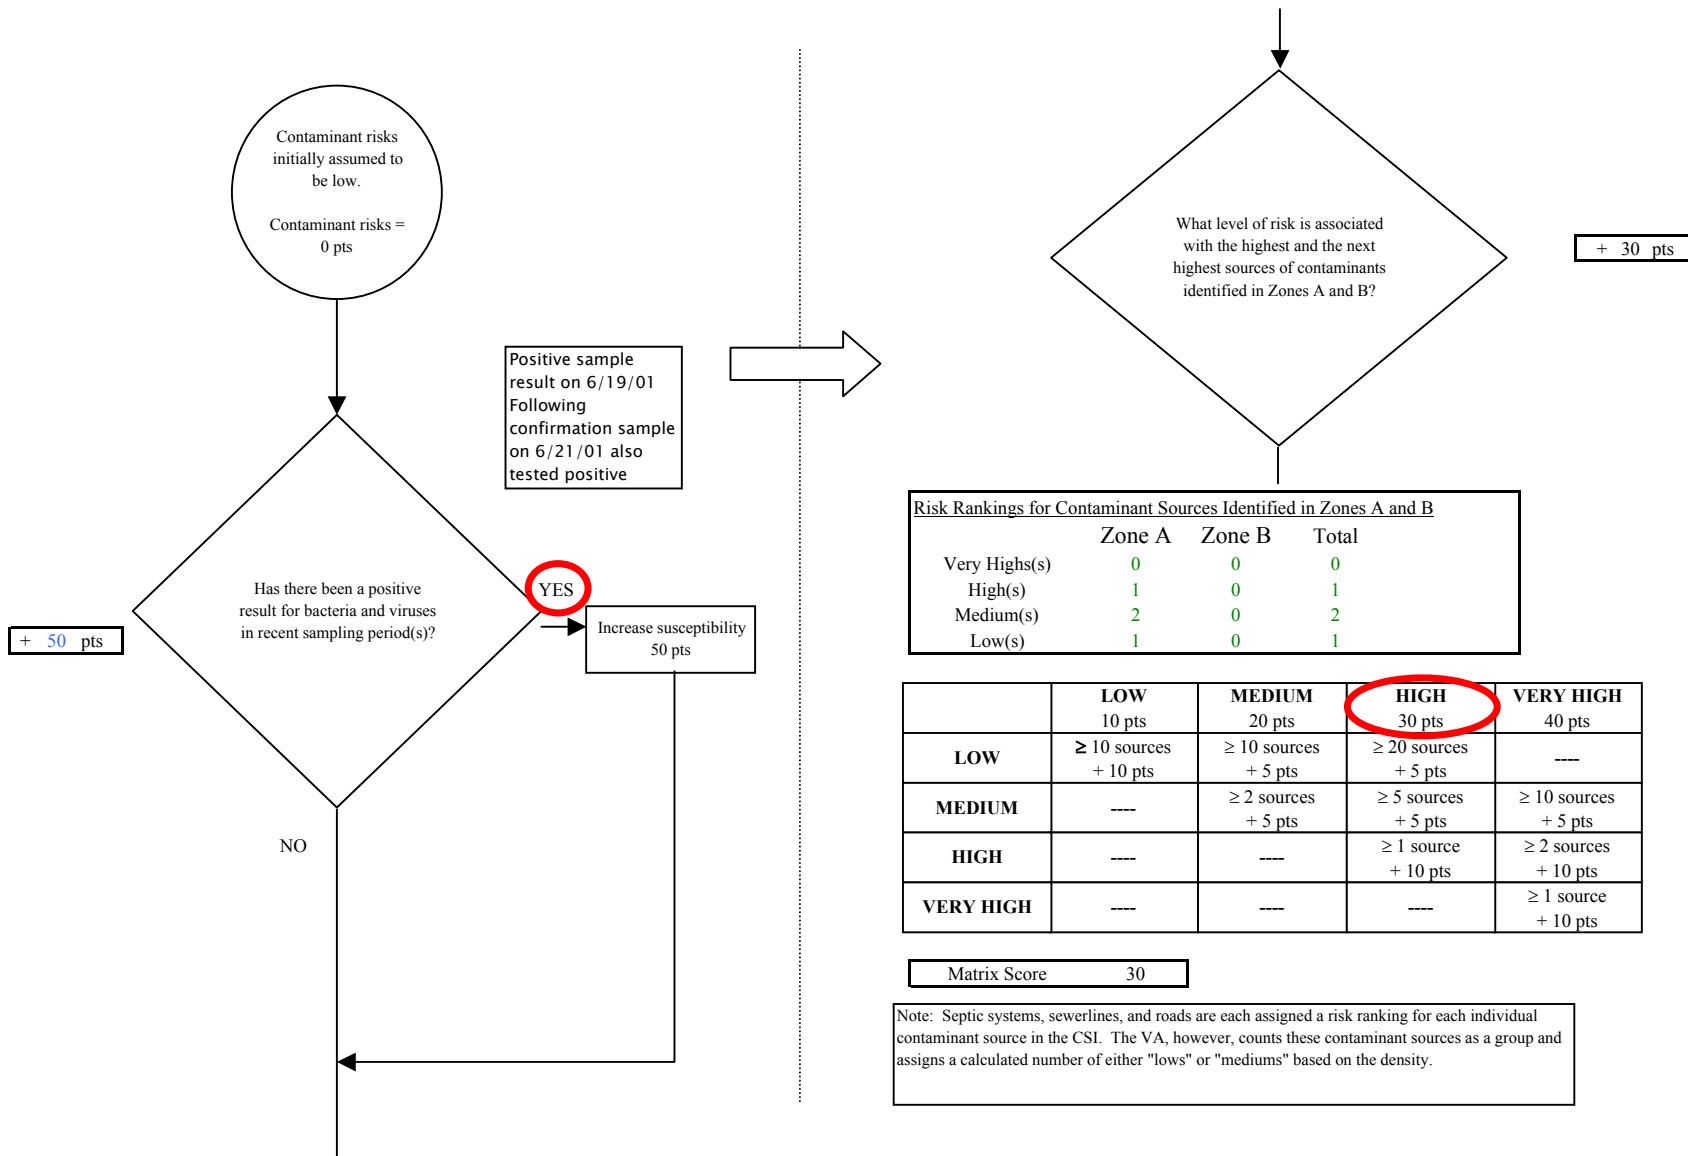 Contaminant risks
initially assumed to
be low.
Contaminant risks =
0 pts
Positive sample
result on 6/19/01
Following
confirmation sample
on 6/21/01 also
tested positive
Has there been a positive
result for bacteria and viruses
in recent sampling period(s)?
YES
+ 50 pts
Increase susceptibility
50 pts
NO
What level of risk is associated
with the highest and the next
highest sources of contaminants
identified in Zones A and B?
+ 30 pts
Risk Rankings for Contaminant Sources Identified in Zones A and B
Zone A Zone B Total
Very Highs(s) 0 0 0
High(s) 1 0 1
Medium(s) 2 0 2
Low(s) 1 0 1
LOW MEDIUM HIGH VERY HIGH
10 pts 20 pts 30 pts 40 pts
LOW ≥ 10 sources ≥ 10 sources ≥ 20 sources ----
+ 10 pts + 5 pts + 5 pts
MEDIUM ---- ≥ 2 sources ≥ 5 sources ≥ 10 sources
+ 5 pts + 5 pts + 5 pts
HIGH ---- ---- ≥ 1 source ≥ 2 sources
+ 10 pts + 10 pts
VERY HIGH ---- ---- ---- ≥ 1 source
+ 10 pts
Matrix Score 30
Note: Septic systems, sewerlines, and roads are each assigned a risk ranking for each individual
contaminant source in the CSI. The VA, however, counts these contaminant sources as a group and
assigns a calculated number of either "lows" or "mediums" based on the density.